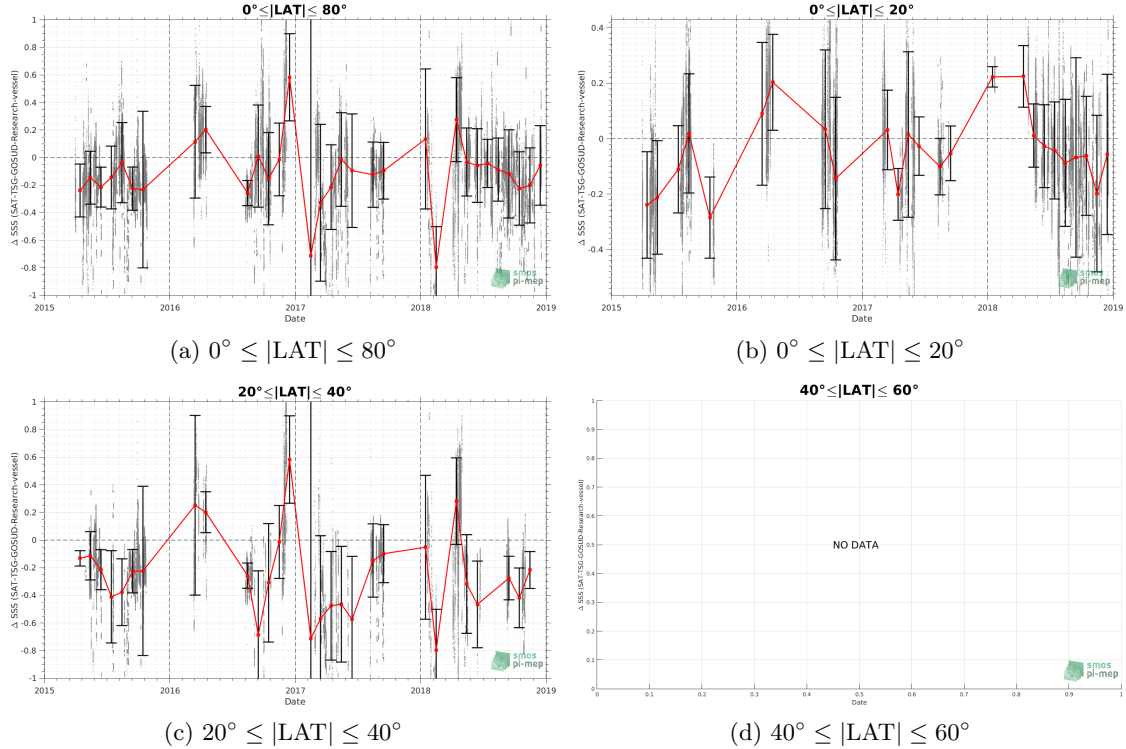 0°≤|LAT|≤ 80°
Δ SSS (SAT-TSG-GOSUD-Research-vessel)
1
0.8
0.6
0.4
0.2
0
-0.2
-0.4
-0.6
-0.8
-1
2015
2016
2017
2018
2019
Date
smos
pi-mep
(a) 0° ≤ |LAT| ≤ 80°
0°≤|LAT|≤ 20°
Δ SSS (SAT-TSG-GOSUD-Research-vessel)
0.4
0.2
0
-0.2
-0.4
2015
2016
2017
2018
2019
Date
smos
pi-mep
(b) 0° ≤ |LAT| ≤ 20°
20°≤|LAT|≤ 40°
Δ SSS (SAT-TSG-GOSUD-Research-vessel)
1
0.8
0.6
0.4
0.2
0
-0.2
-0.4
-0.6
-0.8
-1
2015
2016
2017
2018
2019
Date
smos
pi-mep
(c) 20° ≤ |LAT| ≤ 40°
40°≤|LAT|≤ 60°
Δ SSS (SAT-TSG-GOSUD-Research-vessel)
1
0.9
0.8
0.7
0.6
0.5
0.4
0.3
0.2
0.1
0
NO DATA
0
0.1
0.2
0.3
0.4
0.5
0.6
0.7
0.8
0.9
1
Date
smos
pi-mep
(d) 40° ≤ |LAT| ≤ 60°